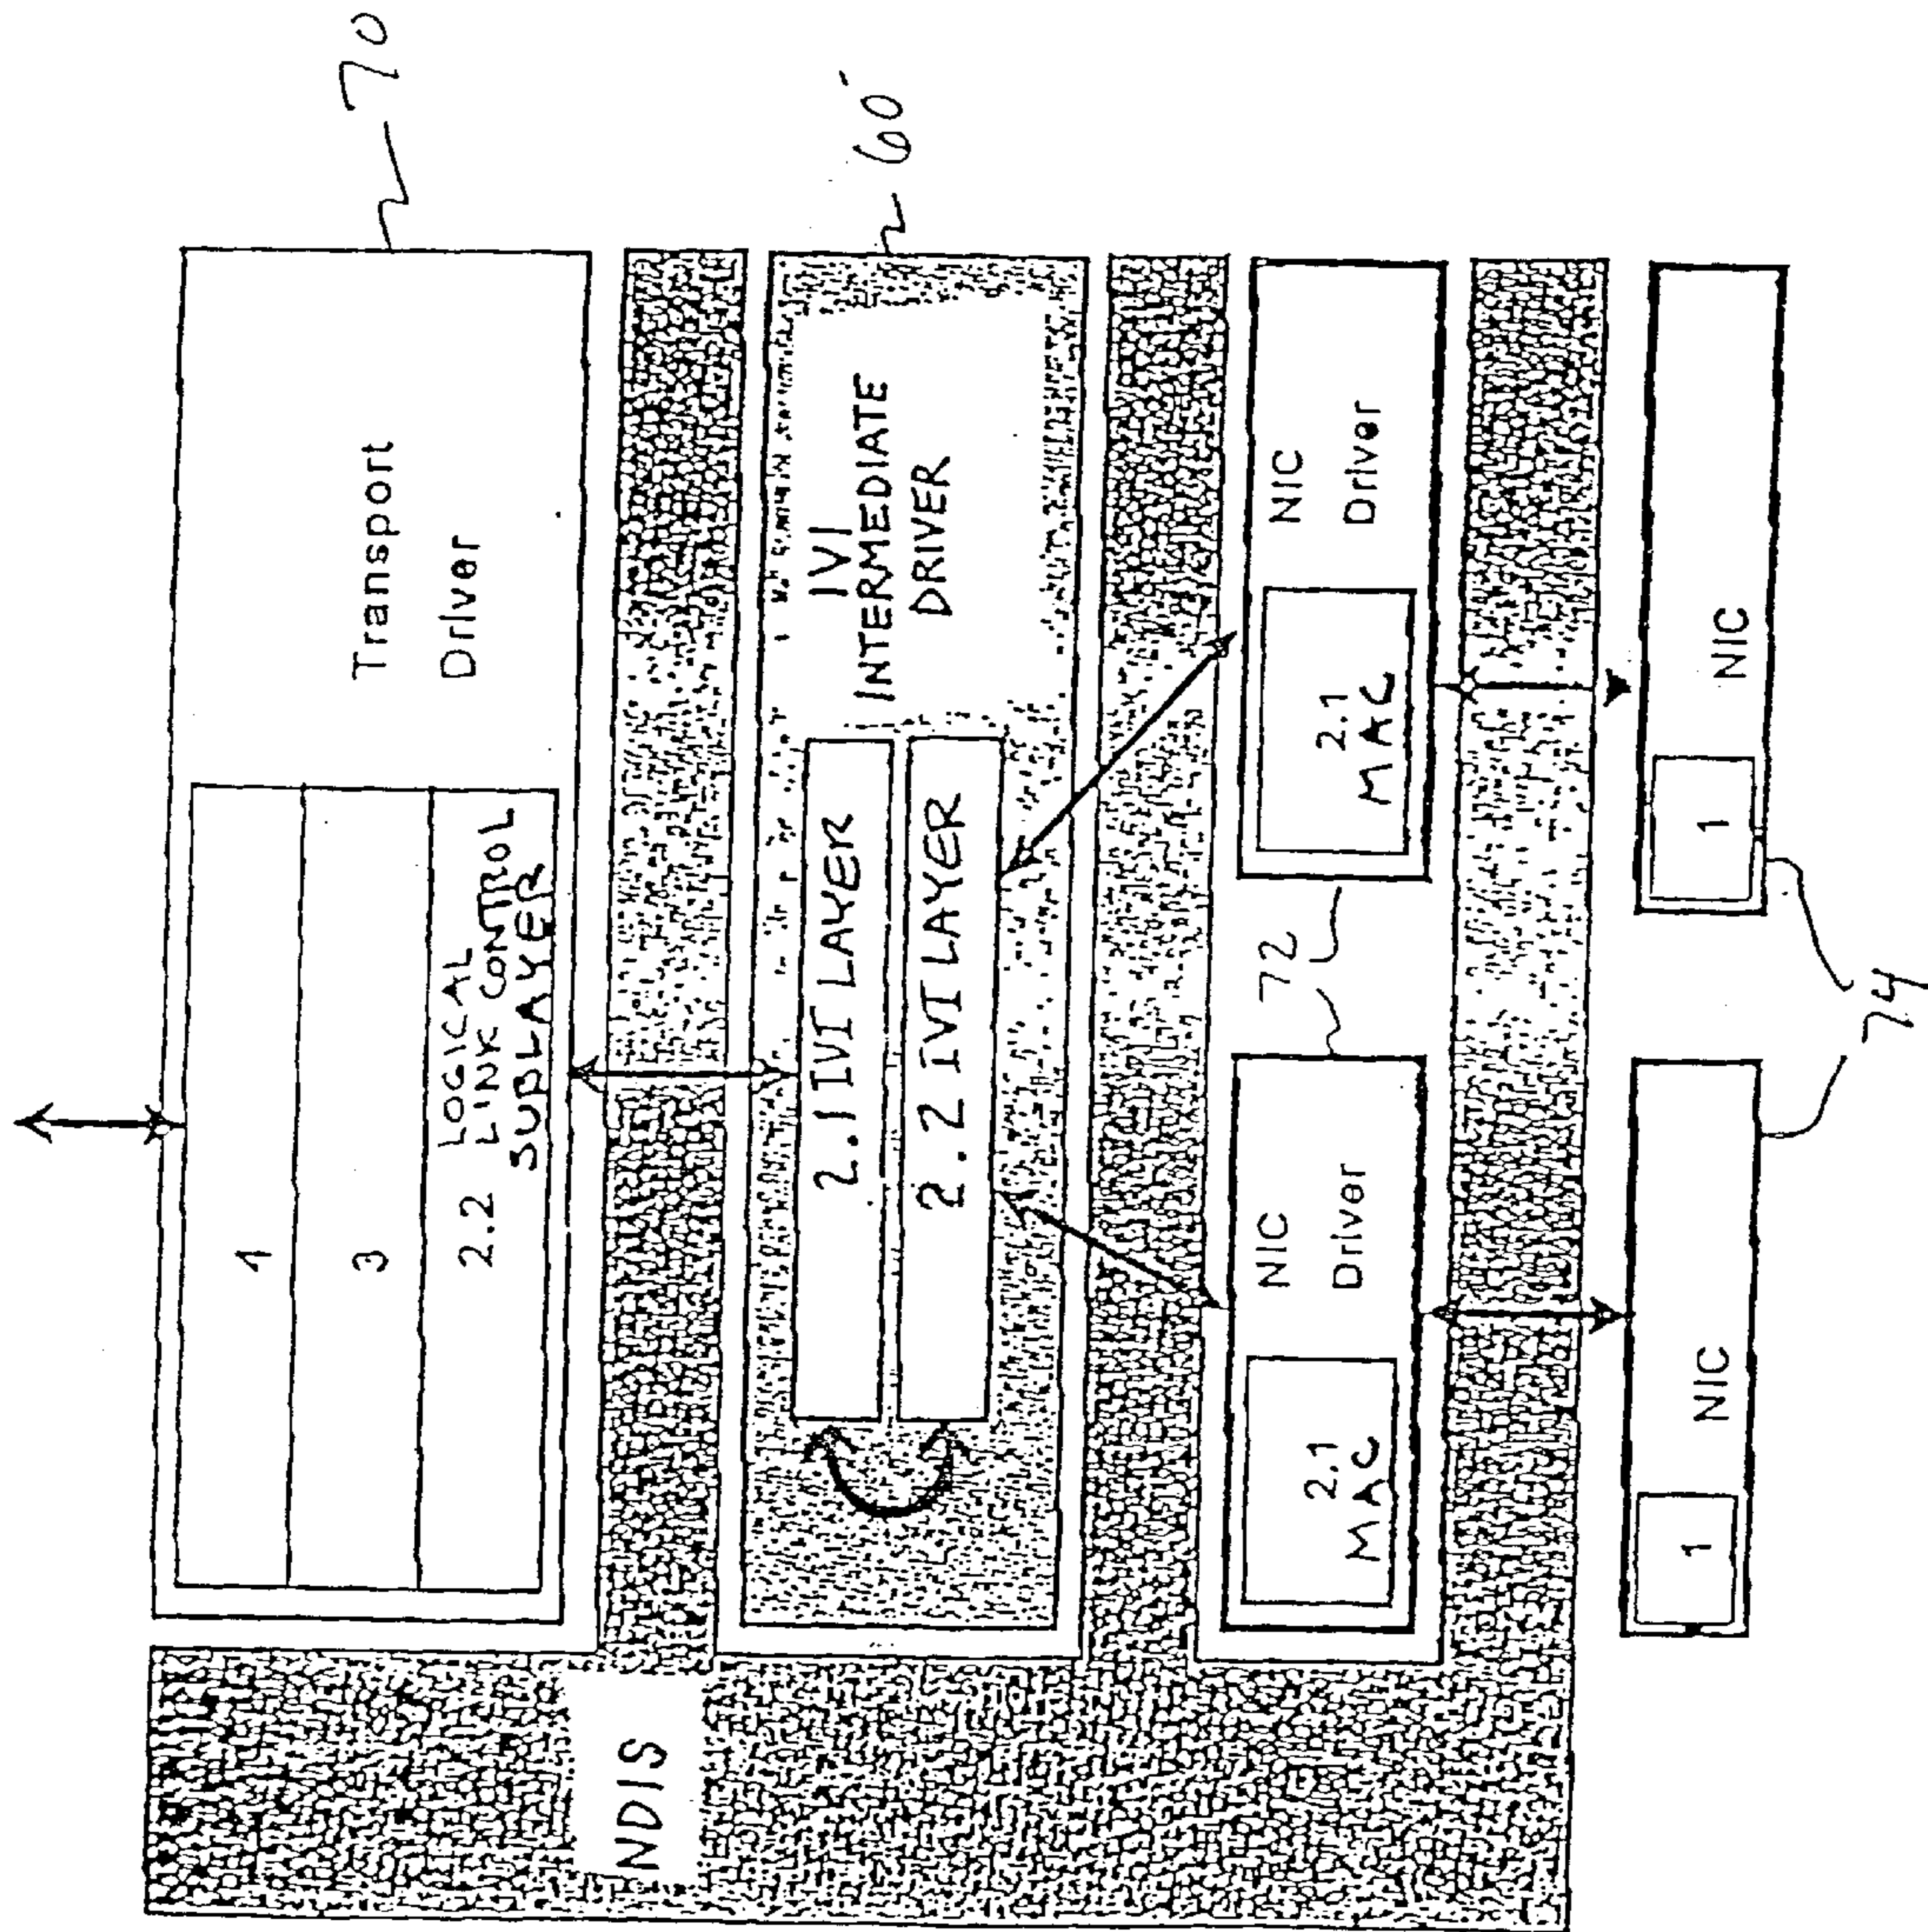 70
Transport
Driver
4
3
2.2 LOGICAL
LINK CONTROL
SUBLAYER
NDIS
60'
IVI
INTERMEDIATE
DRIVER
2.1 IVI LAYER
2.2 IVI LAYER
72
NIC
Driver
2.1
MAC
NIC
Driver
2.1
MAC
NIC
1
NIC
1
74